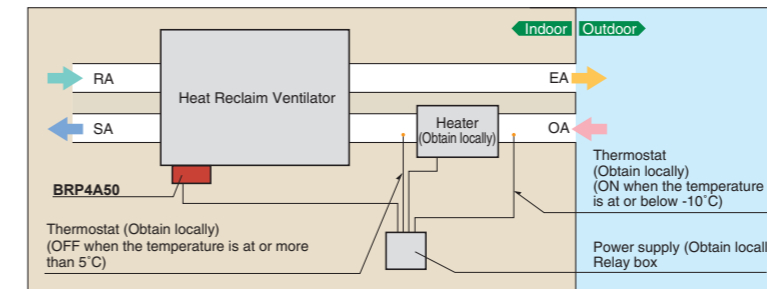 Indoor Outdoor
RA
EA
Heat Reclaim Ventilator
SA
Heater
(Obtain locally)
OA
BRP4A50
Thermostat
(Obtain locally)
(ON when the temperature
is at or below -10˚C)
Thermostat (Obtain locally)
(OFF when the temperature is at or more
than 5˚C)
Power supply (Obtain locall
Relay box